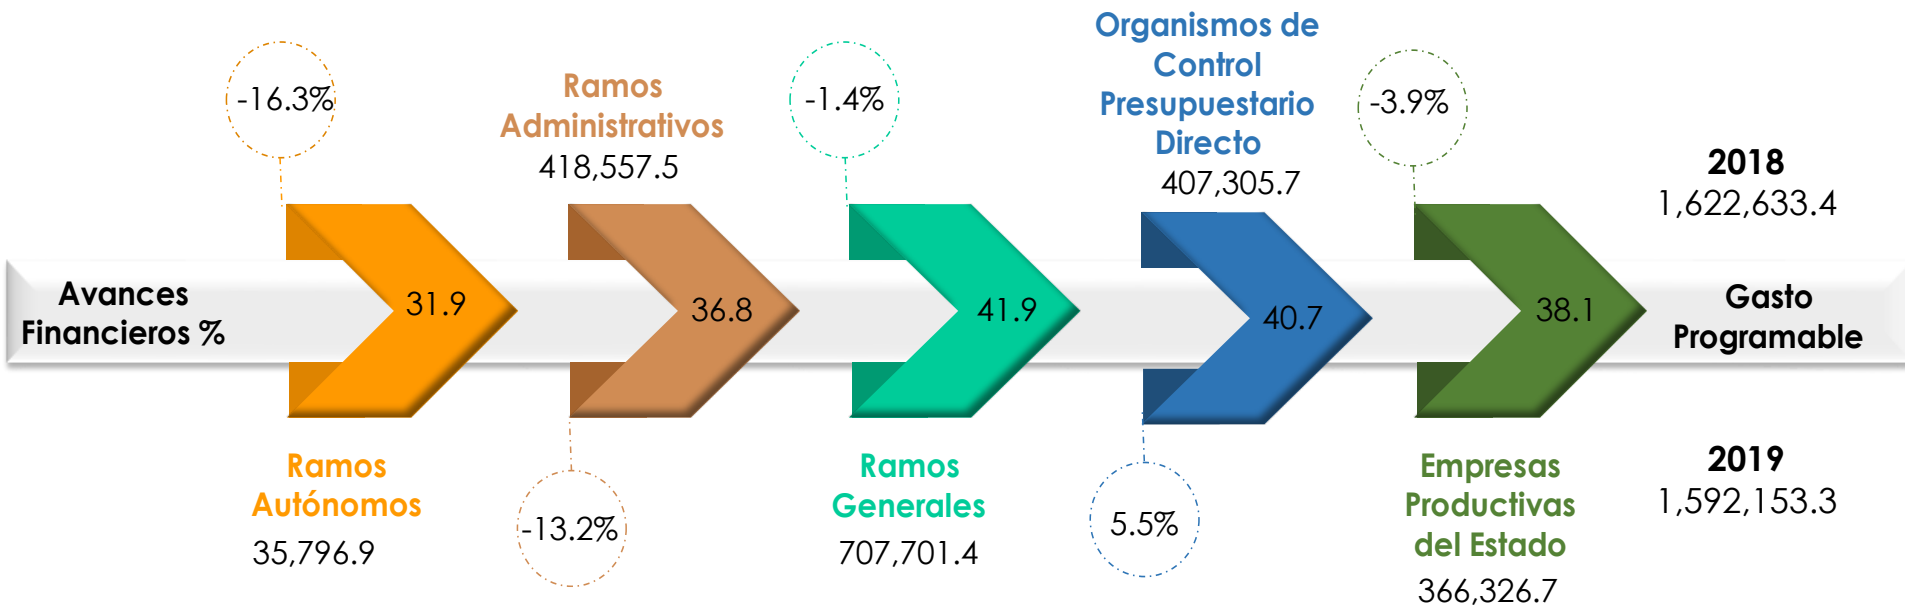 Avances
Financieros %
-16.3%
31.9
Ramos
Autónomos
35,796.9
Ramos
Administrativos
418,557.5
36.8
-13.2%
-1.4%
41.9
Ramos
Generales
707,701.4
Organismos de
Control
Presupuestario
Directo
407,305.7
40.7
5.5%
-3.9%
38.1
Empresas
Productivas
del Estado
366,326.7
2018
1,622,633.4
Gasto
Programable
2019
1,592,153.3